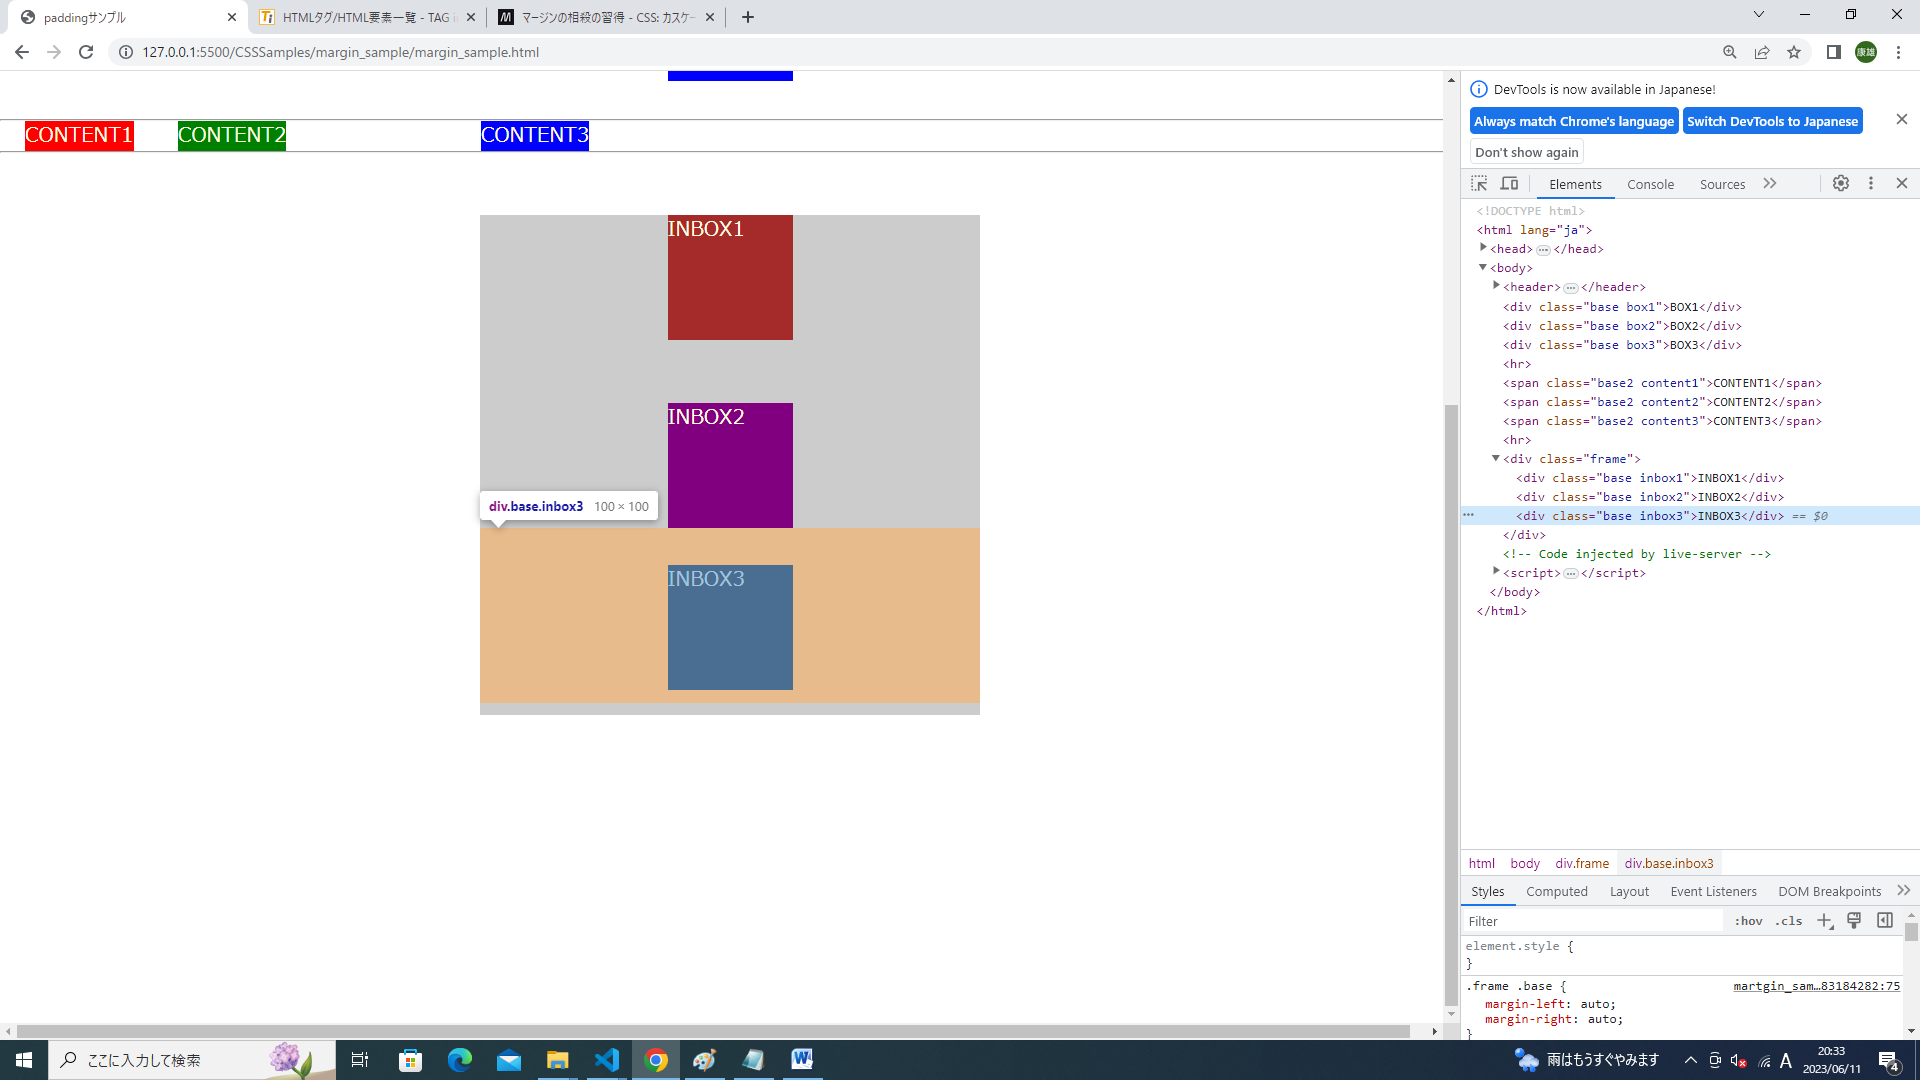 paddingサンプル
HTMLタグ/HTML要素一覧 - TAG i
マージンの相殺の習得 - CSS: カスケ
127.0.0.1:5500/CSSSamples/margin_sample/margin_sample.html
康雄
DevTools is now available in Japanese!
Always match Chrome's language
Switch DevTools to Japanese
Don't show again
Elements
Console
Sources
CONTENT1
CONTENT2
CONTENT3
INBOX1
INBOX2
div.base.inbox3 100 × 100
INBOX3
<!DOCTYPE html>
<html lang="ja">
<head> ⋯ </head>
<body>
<header> ⋯ </header>
<div class="base box1">BOX1</div>
<div class="base box2">BOX2</div>
<div class="base box3">BOX3</div>
<hr>
<span class="base2 content1">CONTENT1</span>
<span class="base2 content2">CONTENT2</span>
<span class="base2 content3">CONTENT3</span>
<hr>
<div class="frame">
<div class="base inbox1">INBOX1</div>
<div class="base inbox2">INBOX2</div>
<div class="base inbox3">INBOX3</div> == $0
</div>
<!-- Code injected by live-server -->
<script> ⋯ </script>
</body>
</html>
html body div.frame div.base.inbox3
Styles Computed Layout Event Listeners DOM Breakpoints
Filter
:hov .cls
element.style {
}
.frame .base {
martgin_sam…83184282:75
margin-left: auto;
margin-right: auto;
}
ここに入力して検索
雨はもうすぐやみます
A
20:33
2023/06/11
4